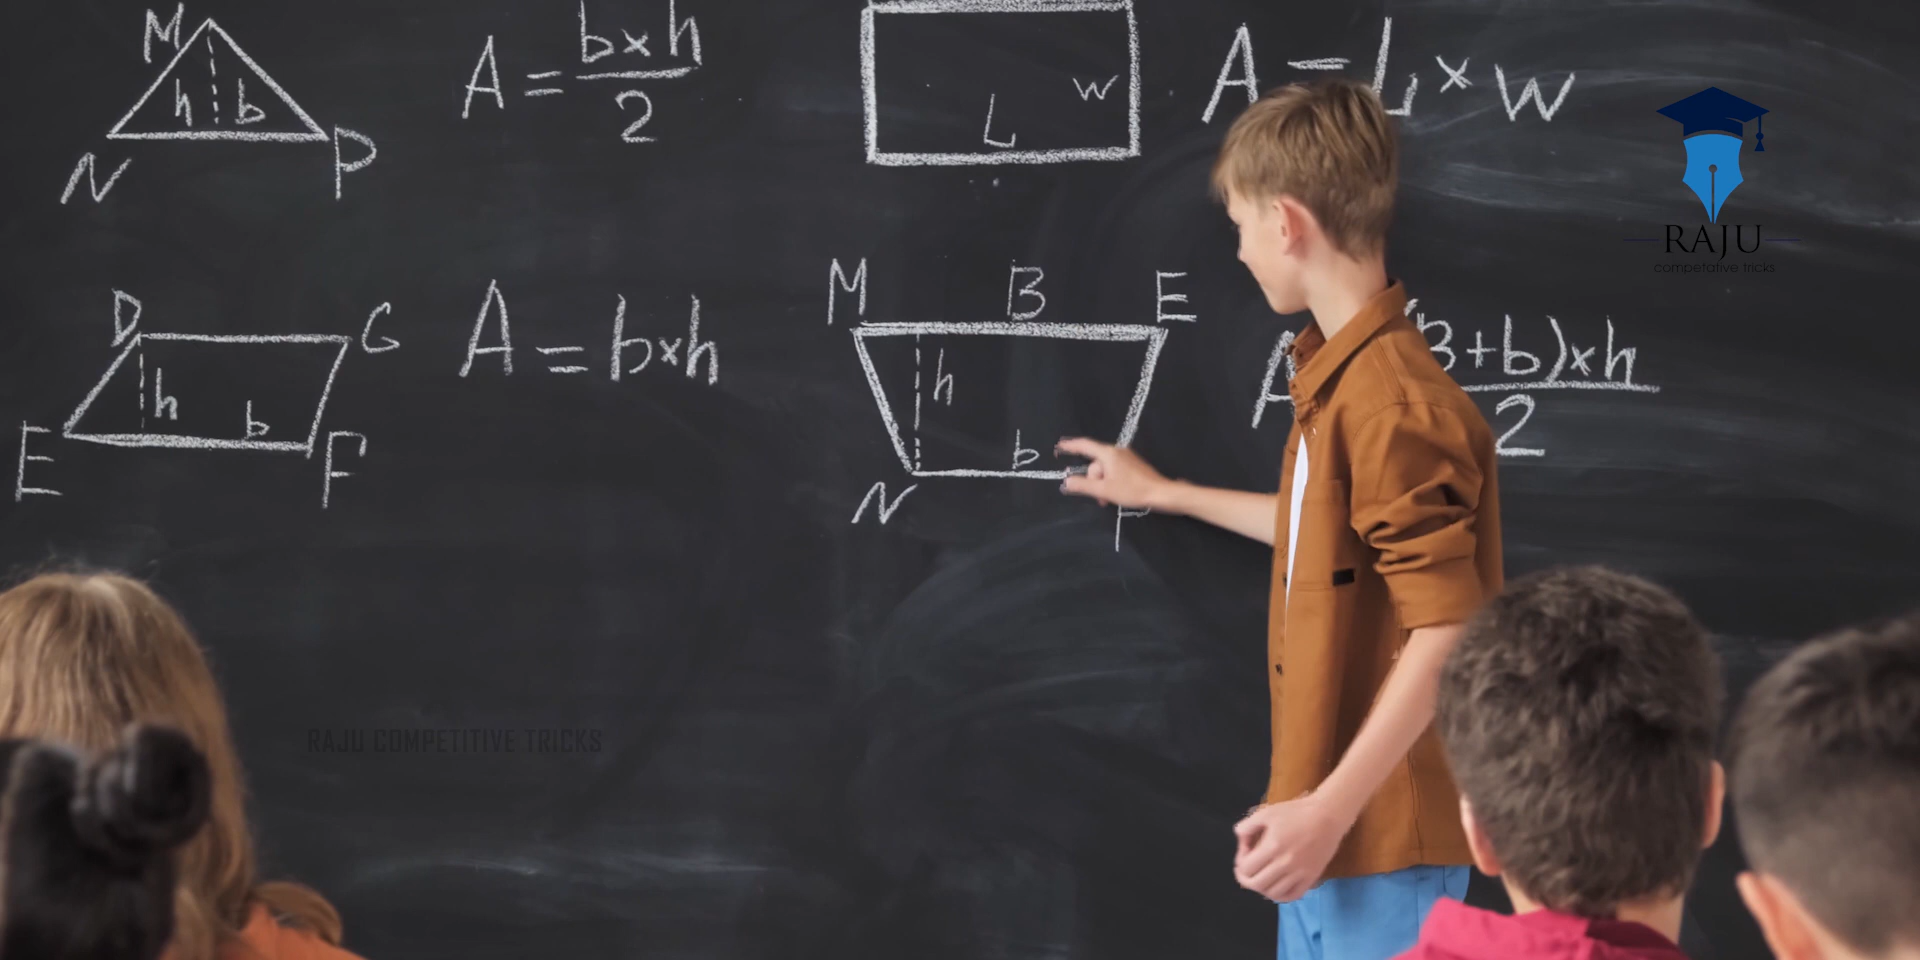 M
h b
N P
A = b×h
2
L w
A = L × w
D G
h b
E F
A = b×h
M B E
h
b
N
B+b)×h
2
RAJU
competative tricks
RAJU COMPETITIVE TRICKS